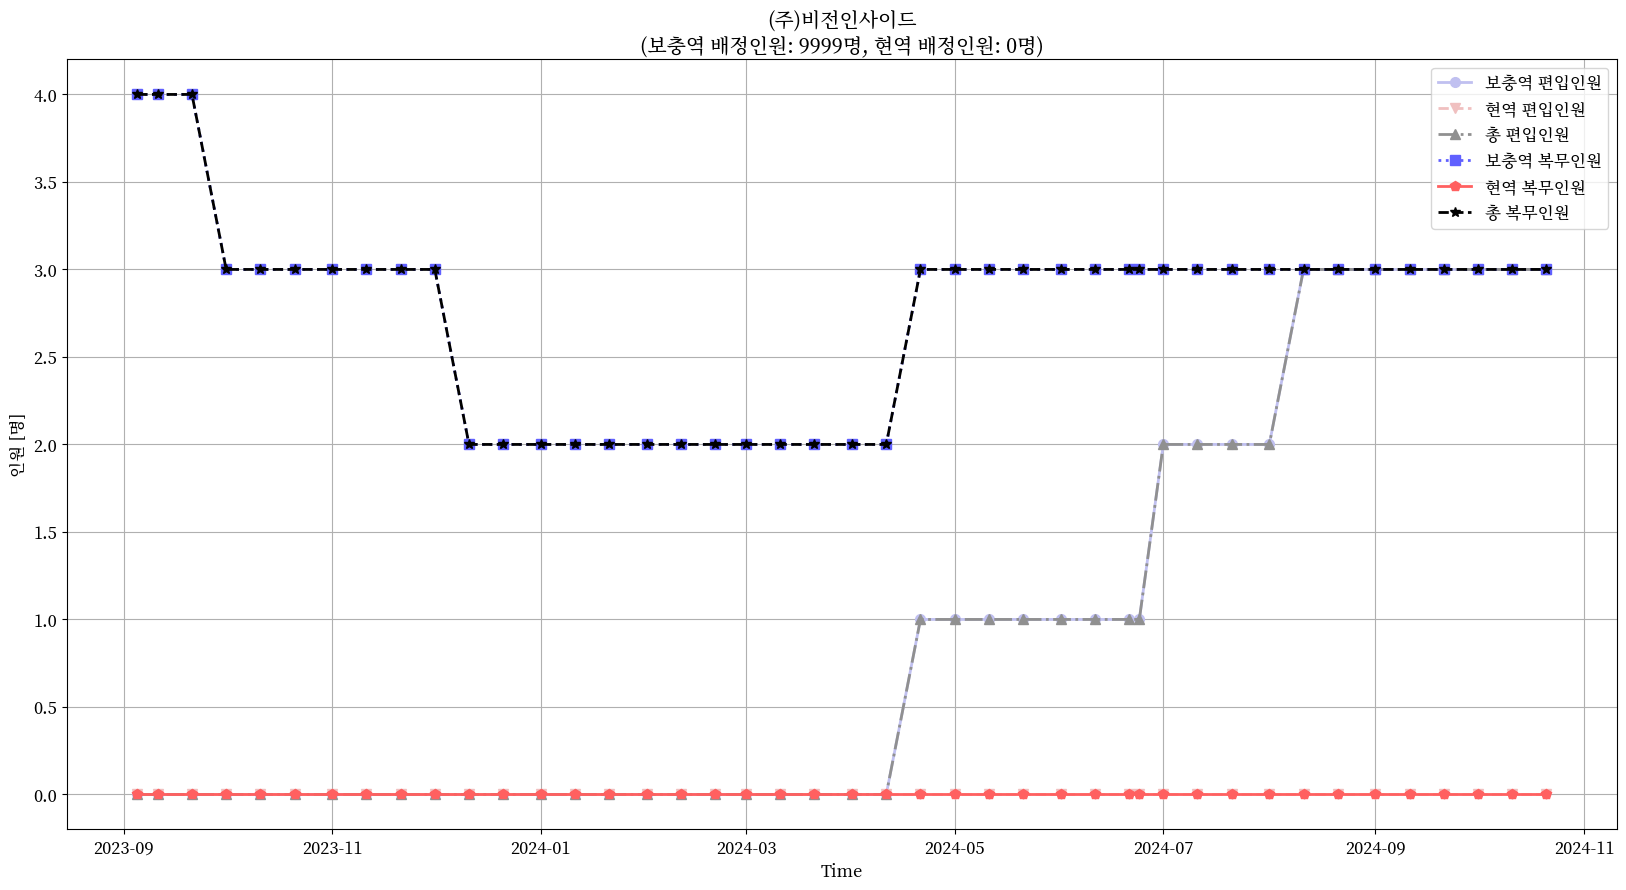 (주)비전인사이드
(보충역 배정인원: 9999명, 현역 배정인원: 0명)
보충역 편입인원
현역 편입인원
총 편입인원
보충역 복무인원
현역 복무인원
총 복무인원
인원 [명]
4.0
3.5
3.0
2.5
2.0
1.5
1.0
0.5
0.0
2023-09 2023-11 2024-01 2024-03 2024-05 2024-07 2024-09 2024-11
Time